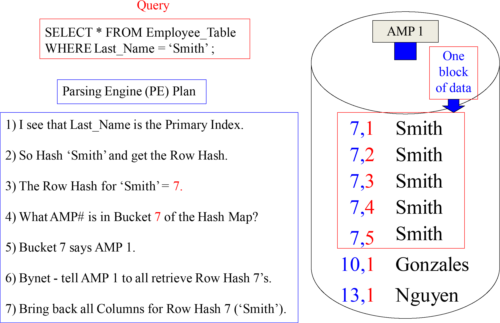 Query
SELECT * FROM Employee_Table
WHERE Last_Name = ‘Smith’ ;
Parsing Engine (PE) Plan
1) I see that Last_Name is the Primary Index.
2) So Hash ‘Smith’ and get the Row Hash.
3) The Row Hash for ‘Smith’ = 7.
4) What AMP# is in Bucket 7 of the Hash Map?
5) Bucket 7 says AMP 1.
6) Bynet - tell AMP 1 to all retrieve Row Hash 7’s.
7) Bring back all Columns for Row Hash 7 (‘Smith’).
AMP 1
One
block
of data
7,1 Smith
7,2 Smith
7,3 Smith
7,4 Smith
7,5 Smith
10,1 Gonzales
13,1 Nguyen